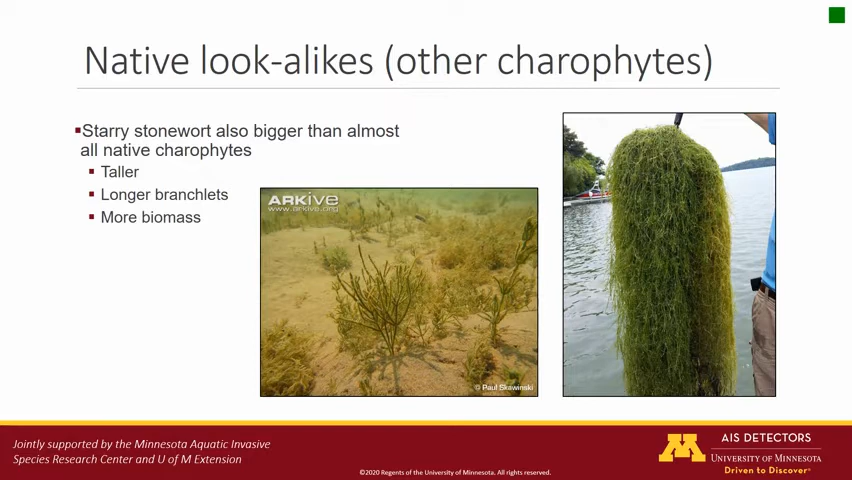 Native look-alikes (other charophytes)
Starry stonewort also bigger than almost
all native charophytes
Taller
Longer branchlets
More biomass
ARKive
www.arkive.org
© Paul Skawinski
Jointly supported by the Minnesota Aquatic Invasive
Species Research Center and U of M Extension
©2020 Regents of the University of Minnesota. All rights reserved.
M
AIS DETECTORS
UNIVERSITY OF MINNESOTA
Driven to Discover®